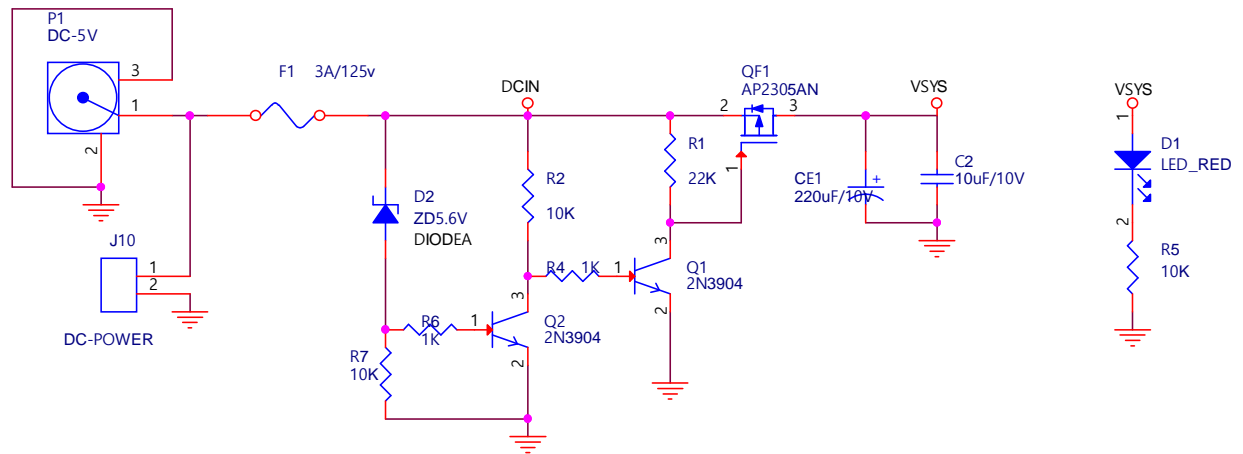 P1
DC-5V
3
1
2
F1 3A/125v
DCIN
QF1
AP2305AN
2
3
1
VSYS
VSYS
1
D1
LED_RED
2
R5
10K
R1
22K
CE1
220uF/10V
C2
10uF/10V
R2
10K
D2
ZD5.6V
DIODEA
J10
1
2
DC-POWER
R4 1K
1
3
Q1
2N3904
2
R6
1K
1
3
Q2
2N3904
2
R7
10K